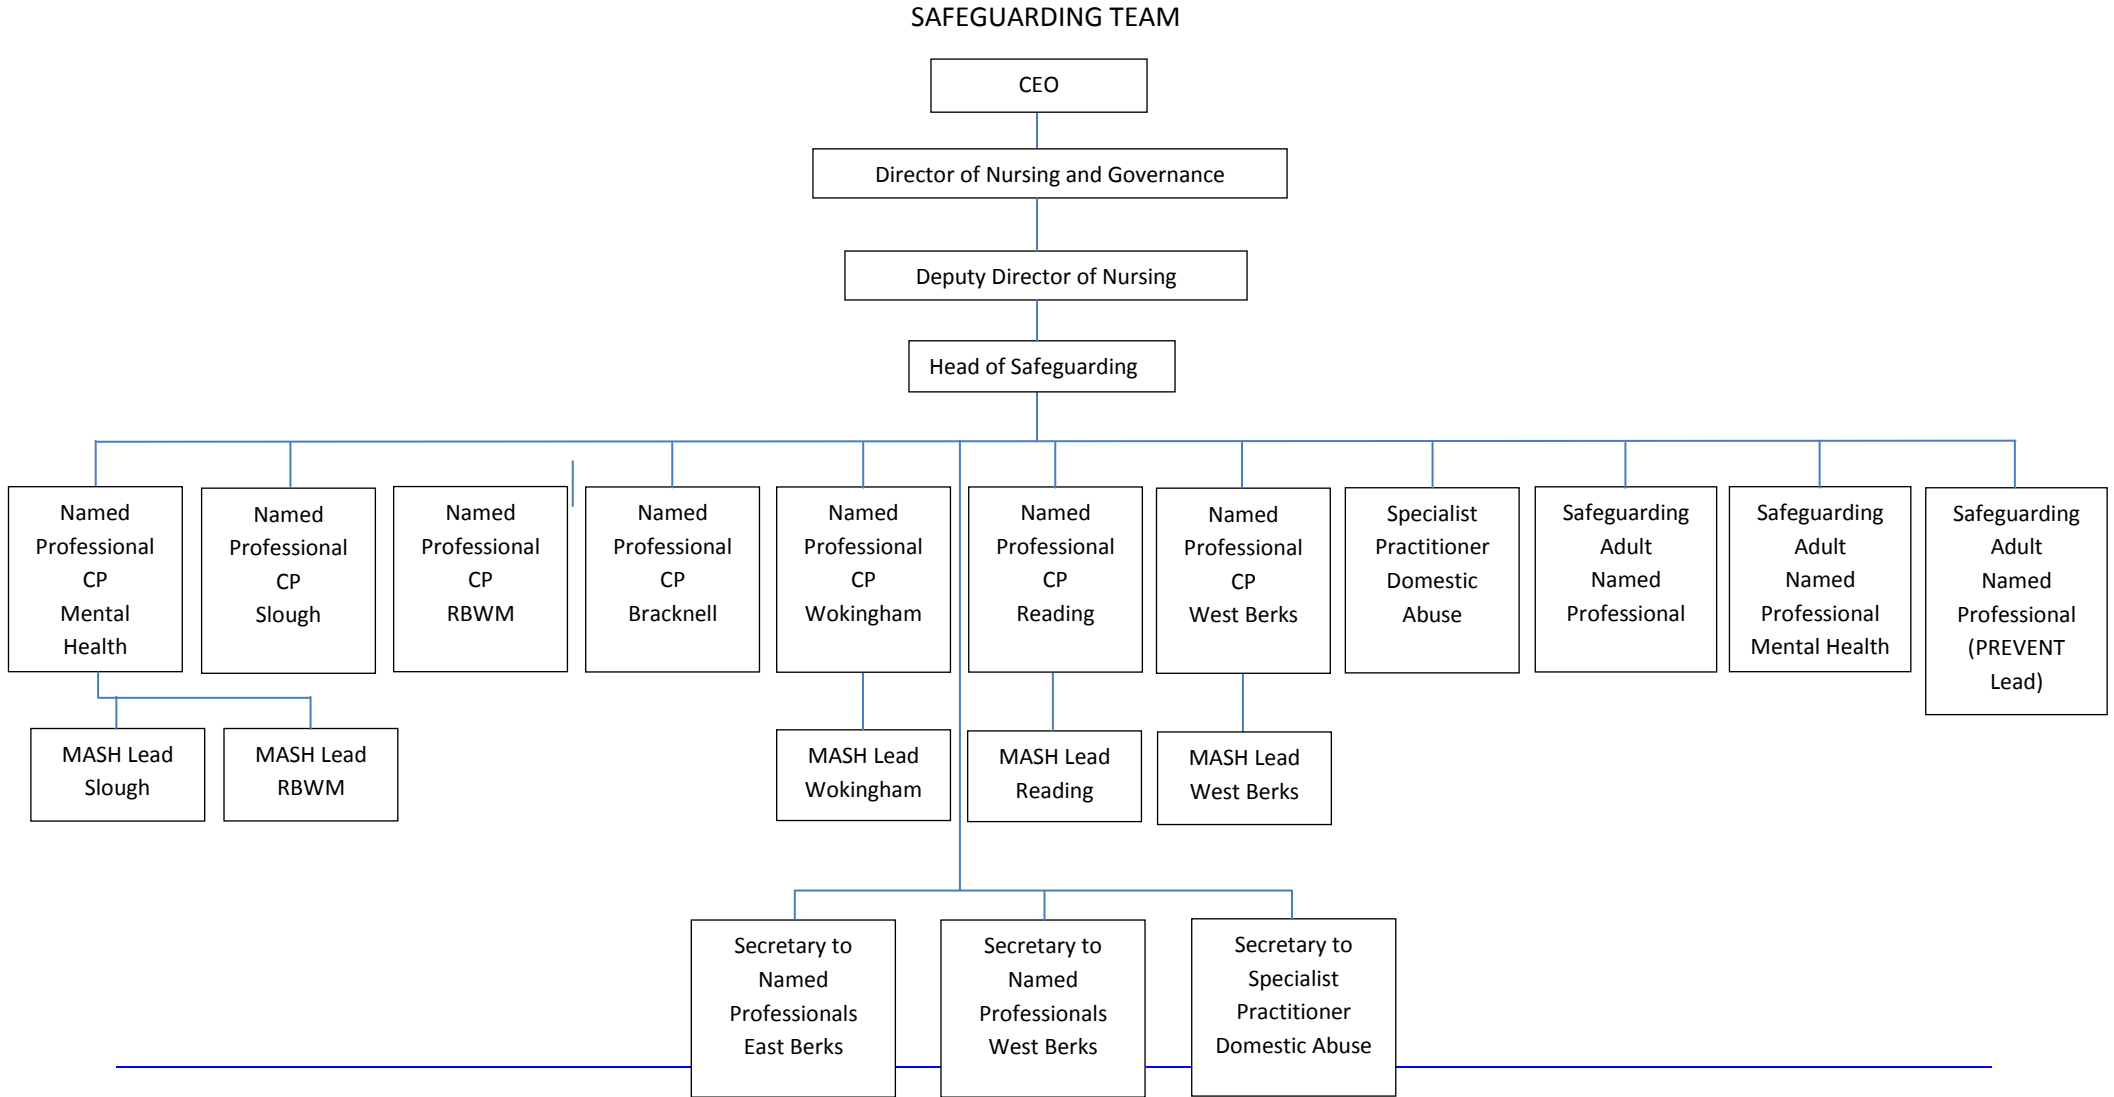 SAFEGUARDING TEAM
CEO
Director of Nursing and Governance
Deputy Director of Nursing
Head of Safeguarding
Named
Professional
CP
Mental
Health
Named
Professional
CP
Slough
Named
Professional
CP
RBWM
Named
Professional
CP
Bracknell
Named
Professional
CP
Wokingham
Named
Professional
CP
Reading
Named
Professional
CP
West Berks
Specialist
Practitioner
Domestic
Abuse
Safeguarding
Adult
Named
Professional
Safeguarding
Adult
Named
Professional
Mental Health
Safeguarding
Adult
Named
Professional
(PREVENT
Lead)
MASH Lead
Slough
MASH Lead
RBWM
MASH Lead
Wokingham
MASH Lead
Reading
MASH Lead
West Berks
Secretary to
Named
Professionals
East Berks
Secretary to
Named
Professionals
West Berks
Secretary to
Specialist
Practitioner
Domestic Abuse